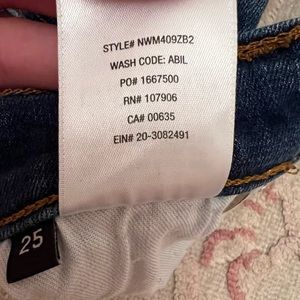 STYLE# NWM409ZB2
WASH CODE: ABIL
PO# 1667500
RN# 107906
CA# 00635
EIN# 20-3082491
25